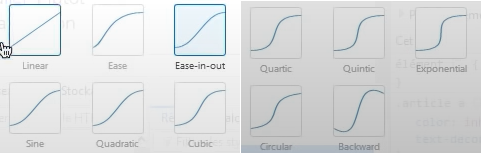 Linear Ease Ease-in-out Quartic Quintic Exponential
Sine Quadratic Cubic Circular Backward